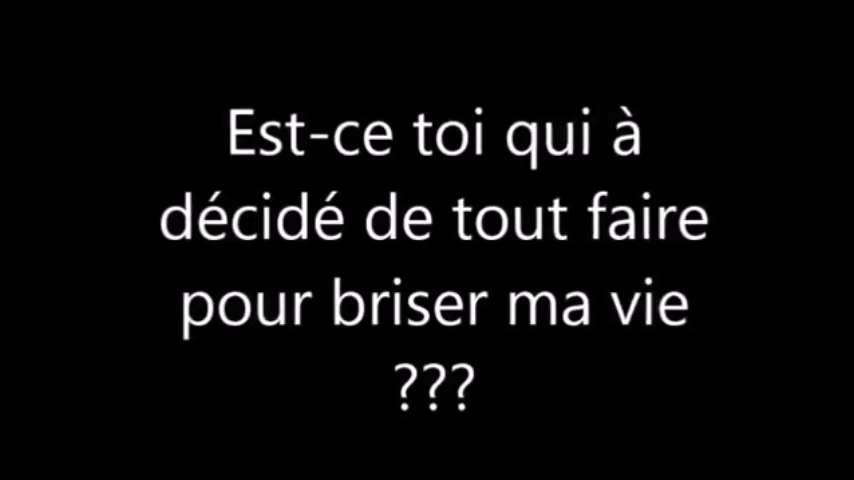 Est-ce toi qui à
décidé de tout faire
pour briser ma vie
???